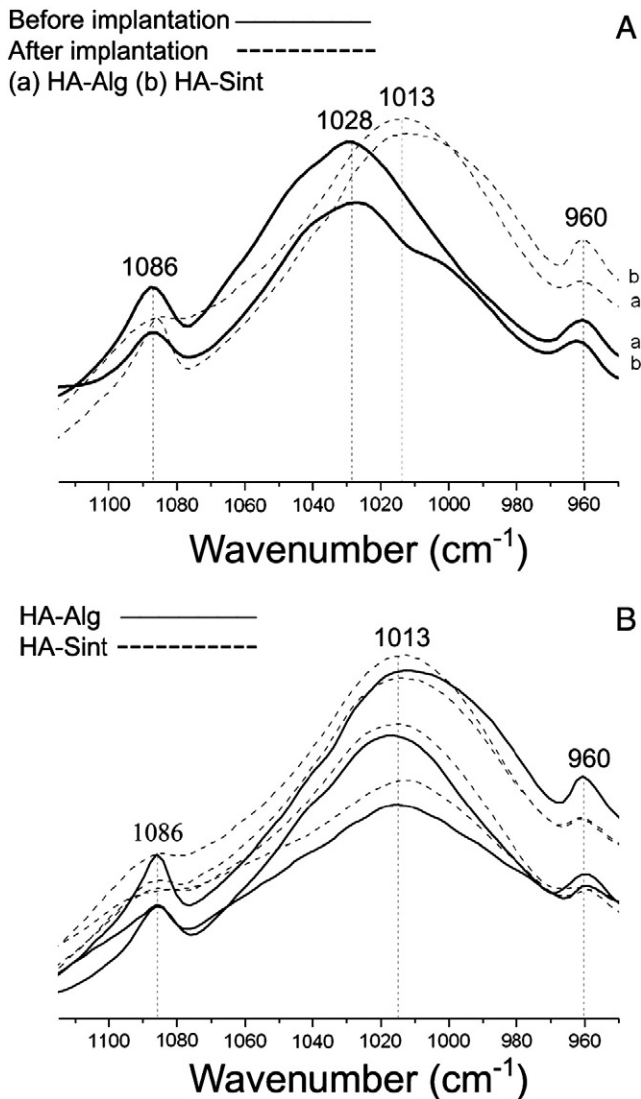 Before implantation
A
After implantation
(a) HA-Alg (b) HA-Sint
1013
1028
960
1086
b
a
a
b
1100 1080 1060 1040 1020 1000 980 960
Wavenumber (cm⁻¹)
HA-Alg
B
HA-Sint
1013
960
1086
1100 1080 1060 1040 1020 1000 980 960
Wavenumber (cm⁻¹)